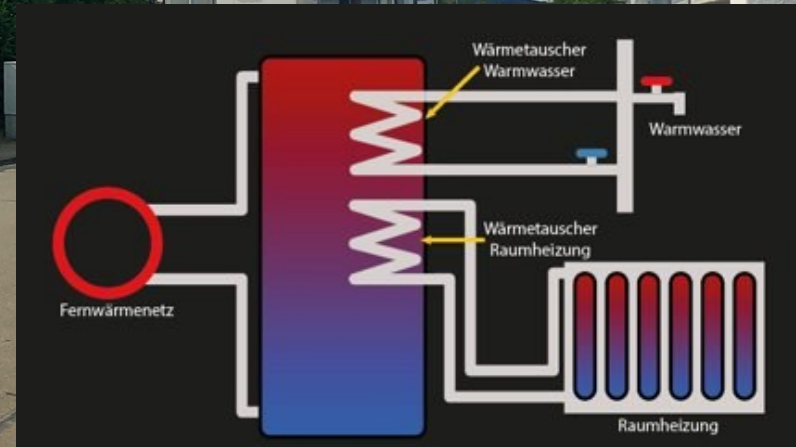 Wärmetauscher
Warmwasser
Warmwasser
Wärmetauscher
Raumheizung
Fernwärmenetz
Raumheizung